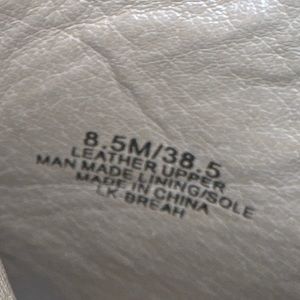 8.5M/38.5
LEATHER UPPER
MAN MADE LINING/SOLE
MADE IN CHINA
LK-BREAH